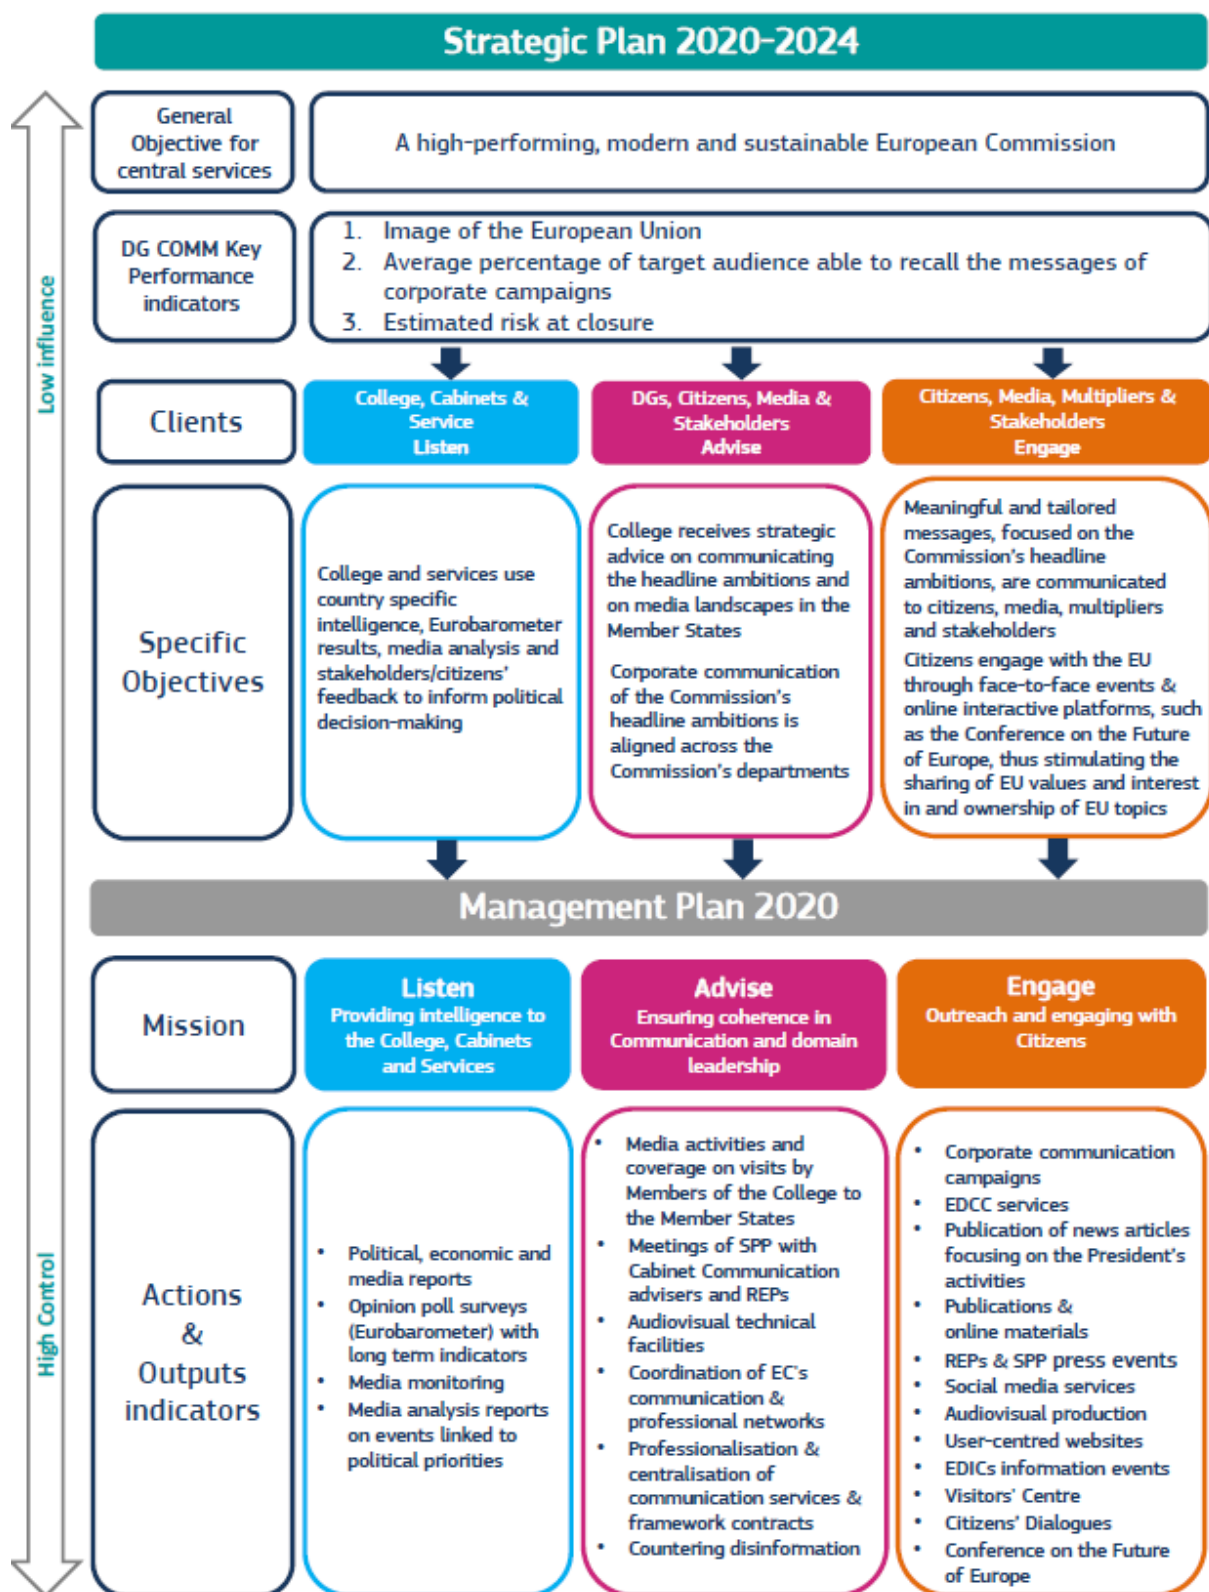 Strategic Plan 2020-2024
Low influence
High Control
General
Objective for
central services
A high-performing, modern and sustainable European Commission
DG COMM Key
Performance
indicators
1. Image of the European Union
2. Average percentage of target audience able to recall the messages of
corporate campaigns
3. Estimated risk at closure
Clients
College, Cabinets &
Service
Listen
DGs, Citizens, Media &
Stakeholders
Advise
Citizens, Media, Multipliers &
Stakeholders
Engage
Specific
Objectives
College and services use
country specific
intelligence, Eurobarometer
results, media analysis and
stakeholders/citizens'
feedback to inform political
decision-making
College receives strategic
advice on communicating
the headline ambitions and
on media landscapes in the
Member States
Corporate communication
of the Commission's
headline ambitions is
aligned across the
Commission's departments
Meaningful and tailored
messages, focused on the
Commission's headline
ambitions, are communicated
to citizens, media, multipliers
and stakeholders
Citizens engage with the EU
through face-to-face events &
online interactive platforms, such
as the Conference on the Future
of Europe, thus stimulating the
sharing of EU values and interest
in and ownership of EU topics
Management Plan 2020
Mission
Listen
Providing intelligence to
the College, Cabinets
and Services
Advise
Ensuring coherence in
Communication and domain
leadership
Engage
Outreach and engaging with
Citizens
Actions
&
Outputs
indicators
• Political, economic and
media reports
• Opinion poll surveys
(Eurobarometer) with
long term indicators
• Media monitoring
• Media analysis reports
on events linked to
political priorities
• Media activities and
coverage on visits by
Members of the College to
the Member States
• Meetings of SPP with
Cabinet Communication
advisers and REPs
• Audiovisual technical
facilities
• Coordination of EC's
communication &
professional networks
• Professionalisation &
centralisation of
communication services &
framework contracts
• Countering disinformation
• Corporate communication
campaigns
• EDCC services
• Publication of news articles
focusing on the President's
activities
• Publications &
online materials
• REPs & SPP press events
• Social media services
• Audiovisual production
• User-centred websites
• EDICs information events
• Visitors' Centre
• Citizens' Dialogues
• Conference on the Future
of Europe